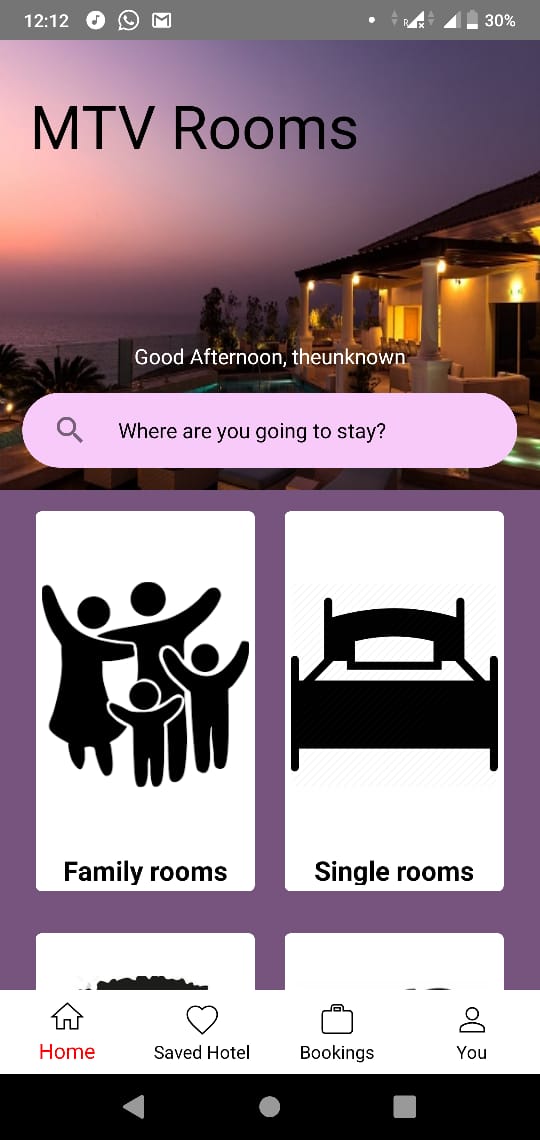 12:12
R
30%
MTV Rooms
Good Afternoon, theunknown
Where are you going to stay?
Family rooms
Single rooms
Home
Saved Hotel
Bookings
You